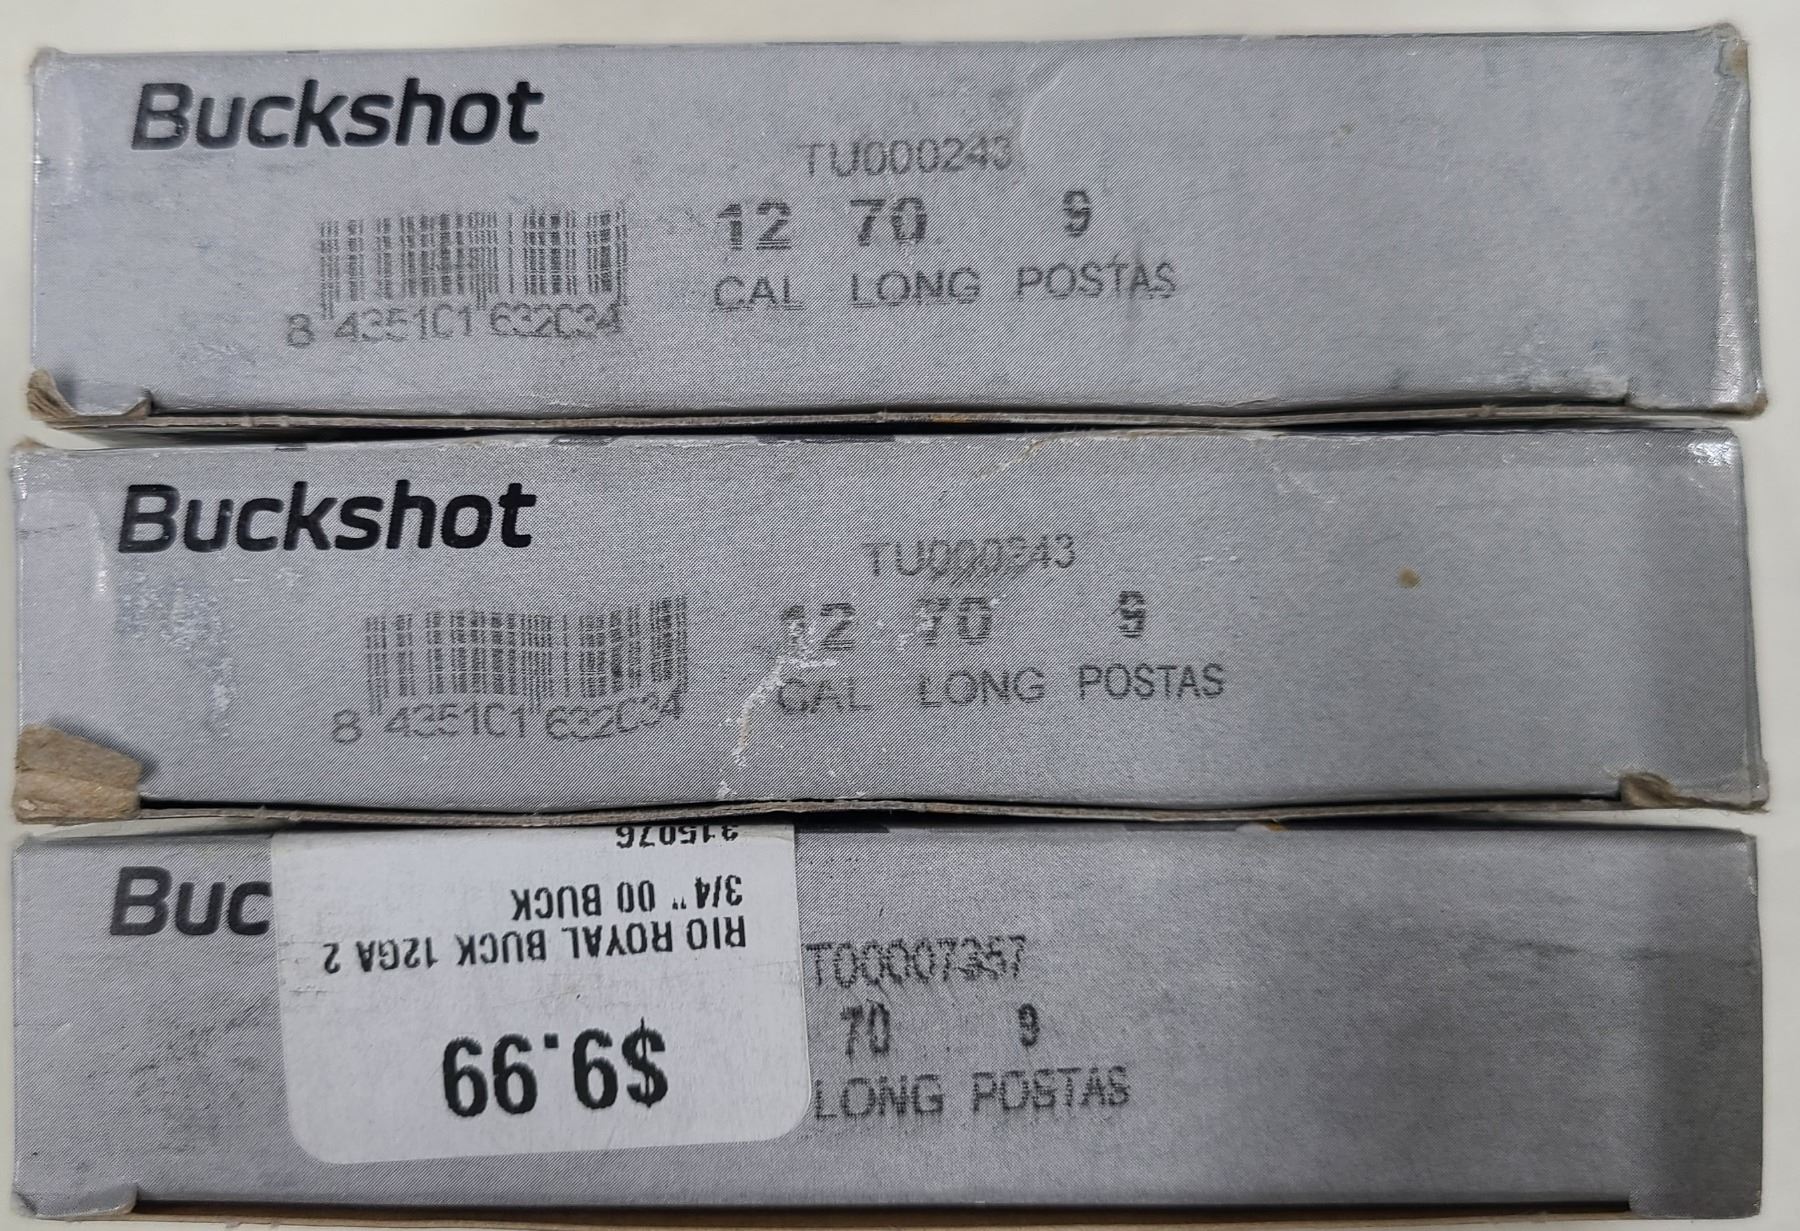 Buckshot
TU000243
12 70 9
CAL LONG POSTAS
8 435101 632034
Buckshot
TU000243
12 70 9
CAL LONG POSTAS
8 435101 632034
Buc
T00007357
70 9
LONG POSTAS
$9.99
RIO ROYAL BUCK 12GA 2
3/4" 00 BUCK
315076